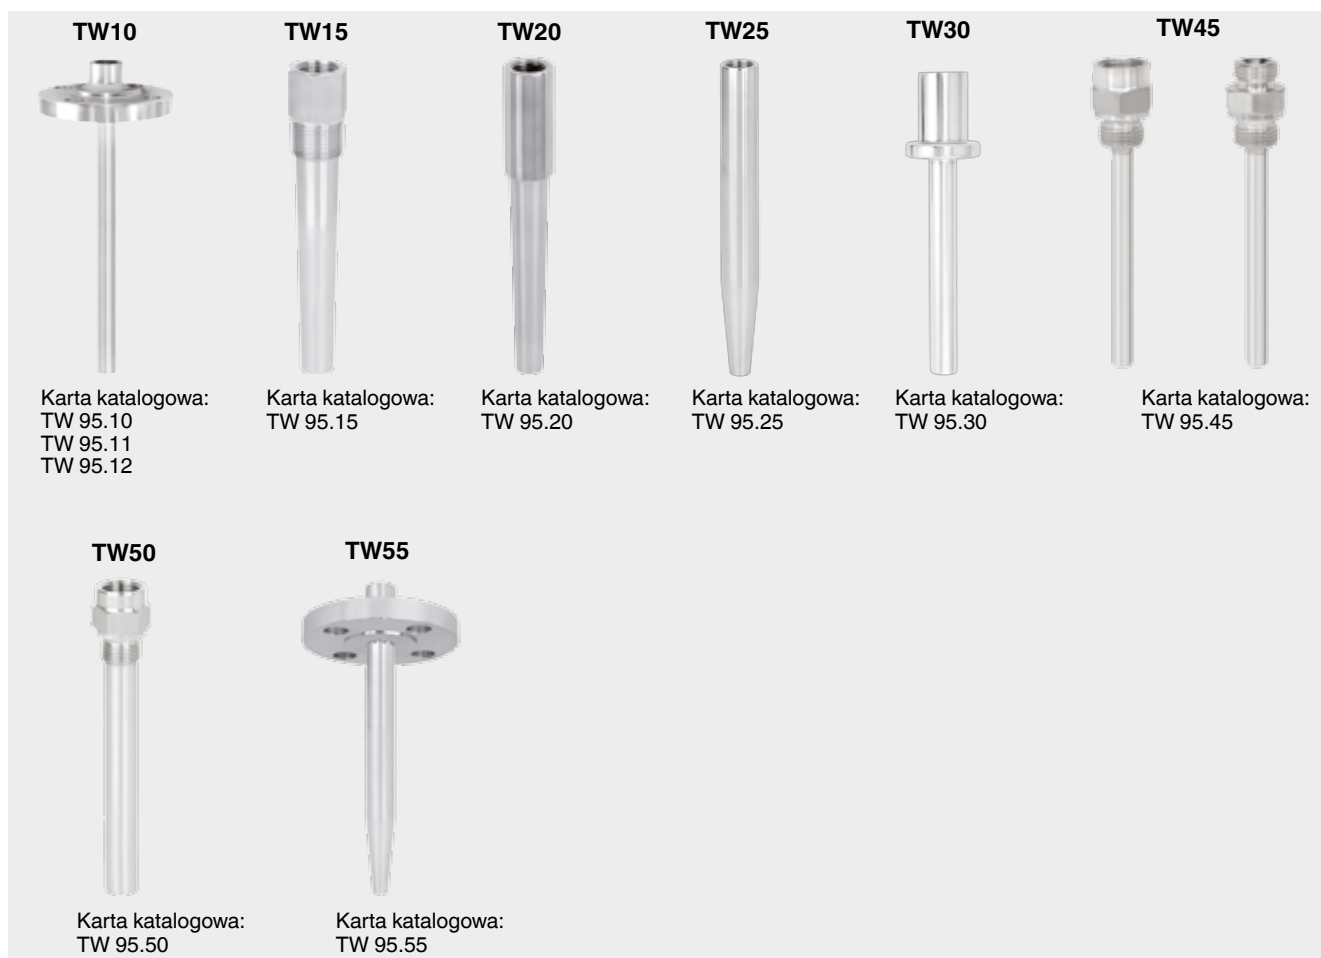 TW10
TW15
TW20
TW25
TW30
TW45
Karta katalogowa:
TW 95.10
TW 95.11
TW 95.12
Karta katalogowa:
TW 95.15
Karta katalogowa:
TW 95.20
Karta katalogowa:
TW 95.25
Karta katalogowa:
TW 95.30
Karta katalogowa:
TW 95.45
TW50
TW55
Karta katalogowa:
TW 95.50
Karta katalogowa:
TW 95.55